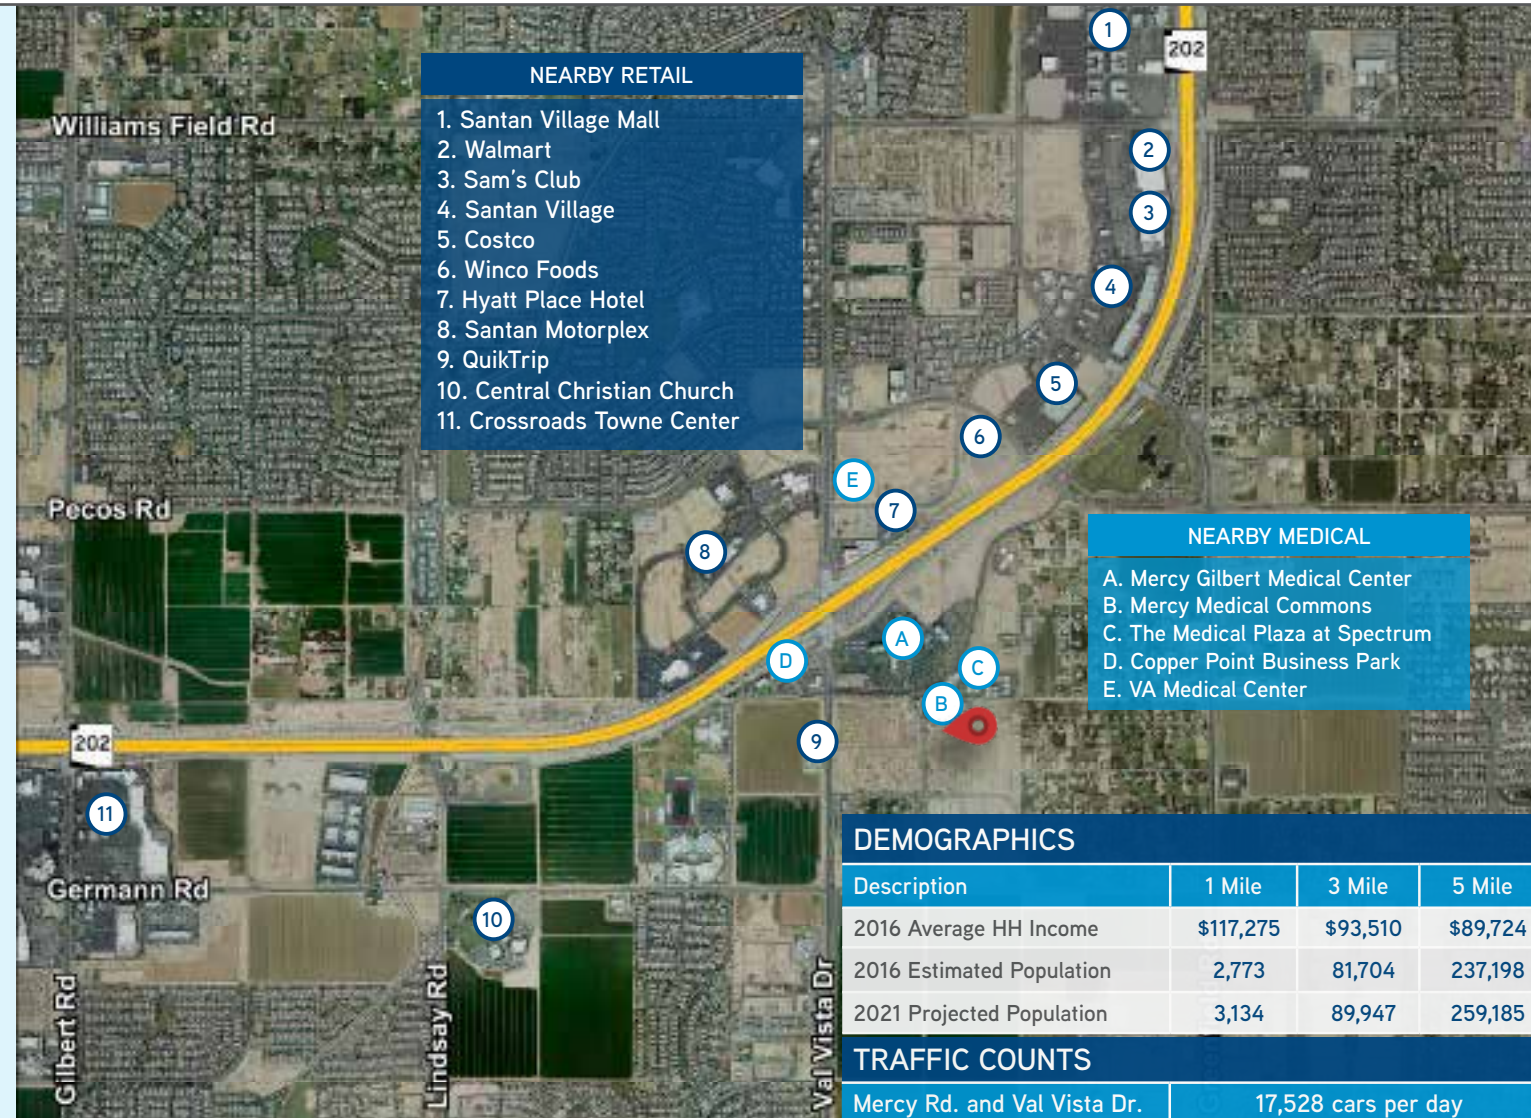 1
202
NEARBY RETAIL
1. Santan Village Mall
2. Walmart
3. Sam's Club
4. Santan Village
5. Costco
6. Winco Foods
7. Hyatt Place Hotel
8. Santan Motorplex
9. QuikTrip
10. Central Christian Church
11. Crossroads Towne Center
Williams Field Rd
2
3
4
5
6
E
7
Pecos Rd
8
NEARBY MEDICAL
A. Mercy Gilbert Medical Center
B. Mercy Medical Commons
C. The Medical Plaza at Spectrum
D. Copper Point Business Park
E. VA Medical Center
A
D
C
B
9
202
11
Germann Rd
10
Gilbert Rd
Lindsay Rd
Val Vista Dr
DEMOGRAPHICS
Description 1 Mile 3 Mile 5 Mile
2016 Average HH Income $117,275 $93,510 $89,724
2016 Estimated Population 2,773 81,704 237,198
2021 Projected Population 3,134 89,947 259,185
TRAFFIC COUNTS
Mercy Rd. and Val Vista Dr. 17,528 cars per day